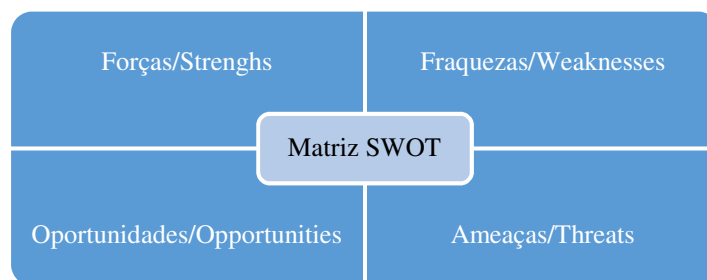 Forças/Strenghs
Fraquezas/Weaknesses
Matriz SWOT
Oportunidades/Opportunities
Ameaças/Threats